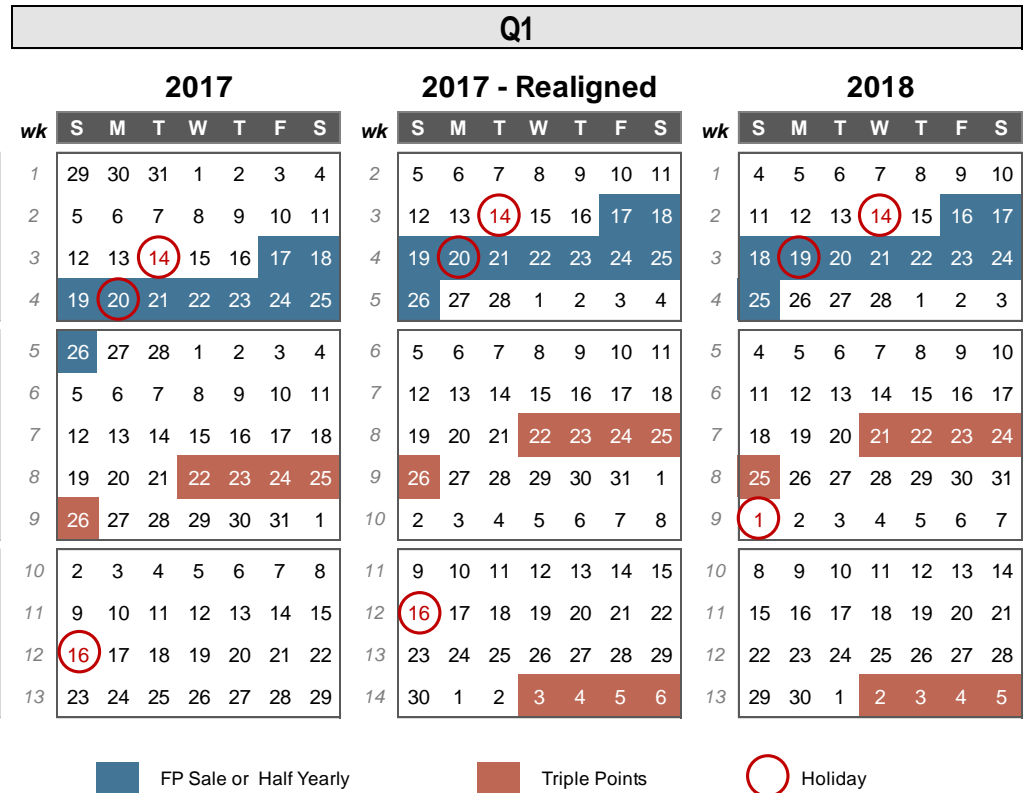 Q1
2017 2017 - Realigned 2018
wk S M T W T F S wk S M T W T F S wk S M T W T F S
1 29 30 31 1 2 3 4 2 5 6 7 8 9 10 11 1 4 5 6 7 8 9 10
2 5 6 7 8 9 10 11 3 12 13 14 15 16 17 18 2 11 12 13 14 15 16 17
3 12 13 14 15 16 17 18 4 19 20 21 22 23 24 25 3 18 19 20 21 22 23 24
4 19 20 21 22 23 24 25 5 26 27 28 1 2 3 4 4 25 26 27 28 1 2 3
5 26 27 28 1 2 3 4 6 5 6 7 8 9 10 11 5 4 5 6 7 8 9 10
6 5 6 7 8 9 10 11 7 12 13 14 15 16 17 18 6 11 12 13 14 15 16 17
7 12 13 14 15 16 17 18 8 19 20 21 22 23 24 25 7 18 19 20 21 22 23 24
8 19 20 21 22 23 24 25 9 26 27 28 29 30 31 1 8 25 26 27 28 29 30 31
9 26 27 28 29 30 31 1 10 2 3 4 5 6 7 8 9 1 2 3 4 5 6 7
10 2 3 4 5 6 7 8 11 9 10 11 12 13 14 15 10 8 9 10 11 12 13 14
11 9 10 11 12 13 14 15 12 16 17 18 19 20 21 22 11 15 16 17 18 19 20 21
12 16 17 18 19 20 21 22 13 23 24 25 26 27 28 29 12 22 23 24 25 26 27 28
13 23 24 25 26 27 28 29 14 30 1 2 3 4 5 6 13 29 30 1 2 3 4 5
FP Sale or Half Yearly Triple Points Holiday